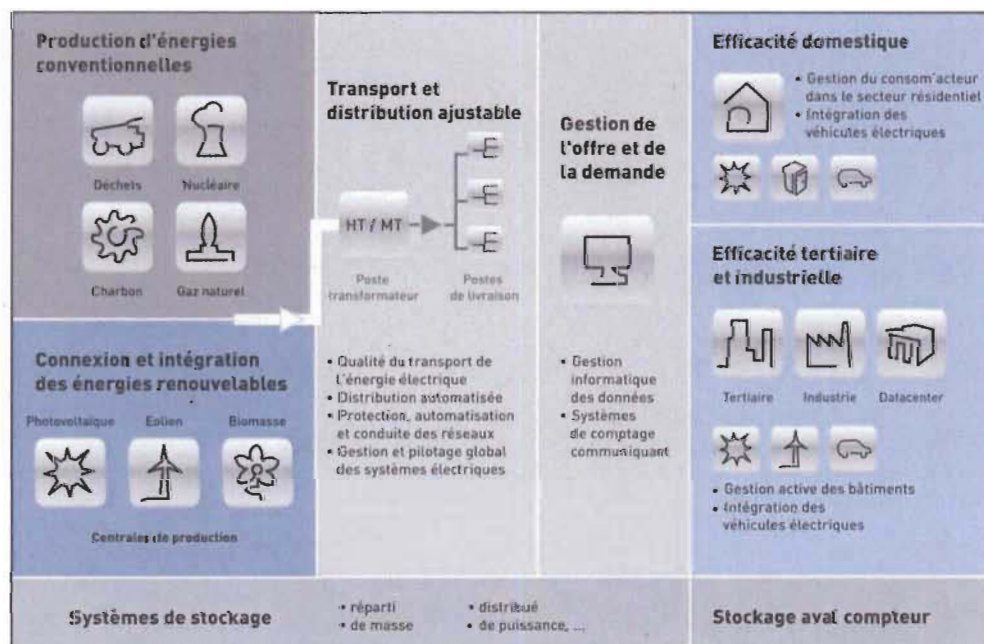 Production d'énergies
conventionnelles
Déchets
Nucléaire
Charbon
Gaz naturel
Connexion et intégration
des énergies renouvelables
Photovoltaïque
Eolien
Biomasse
Centrales de production
Transport et
distribution ajustable
HT / MT
Poste
transformateur
Postes
de livraison
• Qualité du transport de
l'énergie électrique
• Distribution automatisée
• Protection, automatisation
et conduite des réseaux
• Gestion et pilotage global
des systèmes électriques
Gestion de
l'offre et de
la demande
• Gestion
informatique
des données
• Systèmes
de comptage
communiquant
Efficacité domestique
• Gestion du consom'acteur
dans le secteur résidentiel
• Intégration des
véhicules électriques
Efficacité tertiaire
et industrielle
Tertiaire
Industrie
Datacenter
• Gestion active des bâtiments
• Intégration des
véhicules électriques
Systèmes de stockage
• réparti
• de masse
• distribué
• de puissance, ...
Stockage aval compteur